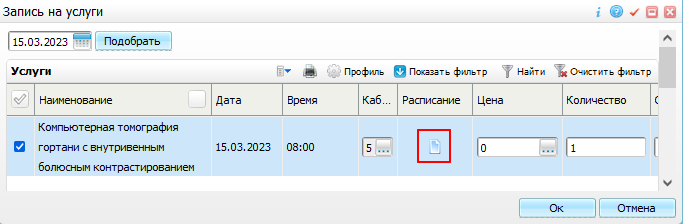 Запись на услуги
15.03.2023 Подобрать
Услуги Профиль Показать фильтр Найти Очистить фильтр
Наименование Дата Время Каб... Расписание Цена Количество С
Компьютерная томография
гортани с внутривенным
болюсным контрастированием
15.03.2023 08:00 5 ... 0 ... 1
Ок Отмена